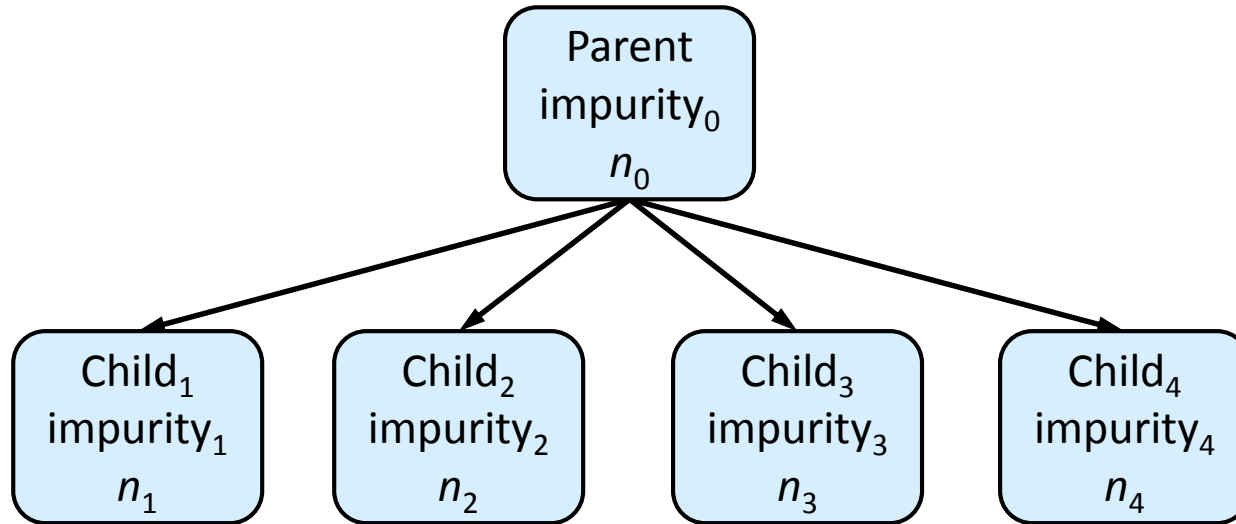 Parent
impurity₀
n₀
Child₁
impurity₁
n₁
Child₂
impurity₂
n₂
Child₃
impurity₃
n₃
Child₄
impurity₄
n₄